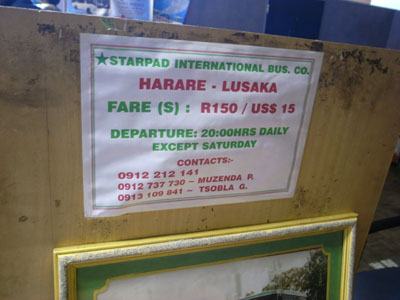 ★STARPAD INTERNATIONAL BUS. CO.
HARARE - LUSAKA
FARE (S) : R150 / US$ 15
DEPARTURE: 20:00HRS DAILY
EXCEPT SATURDAY
CONTACTS:-
0912 212 141
0912 737 730 - MUZENDA P.
0913 109 841 - TSOBLA G.